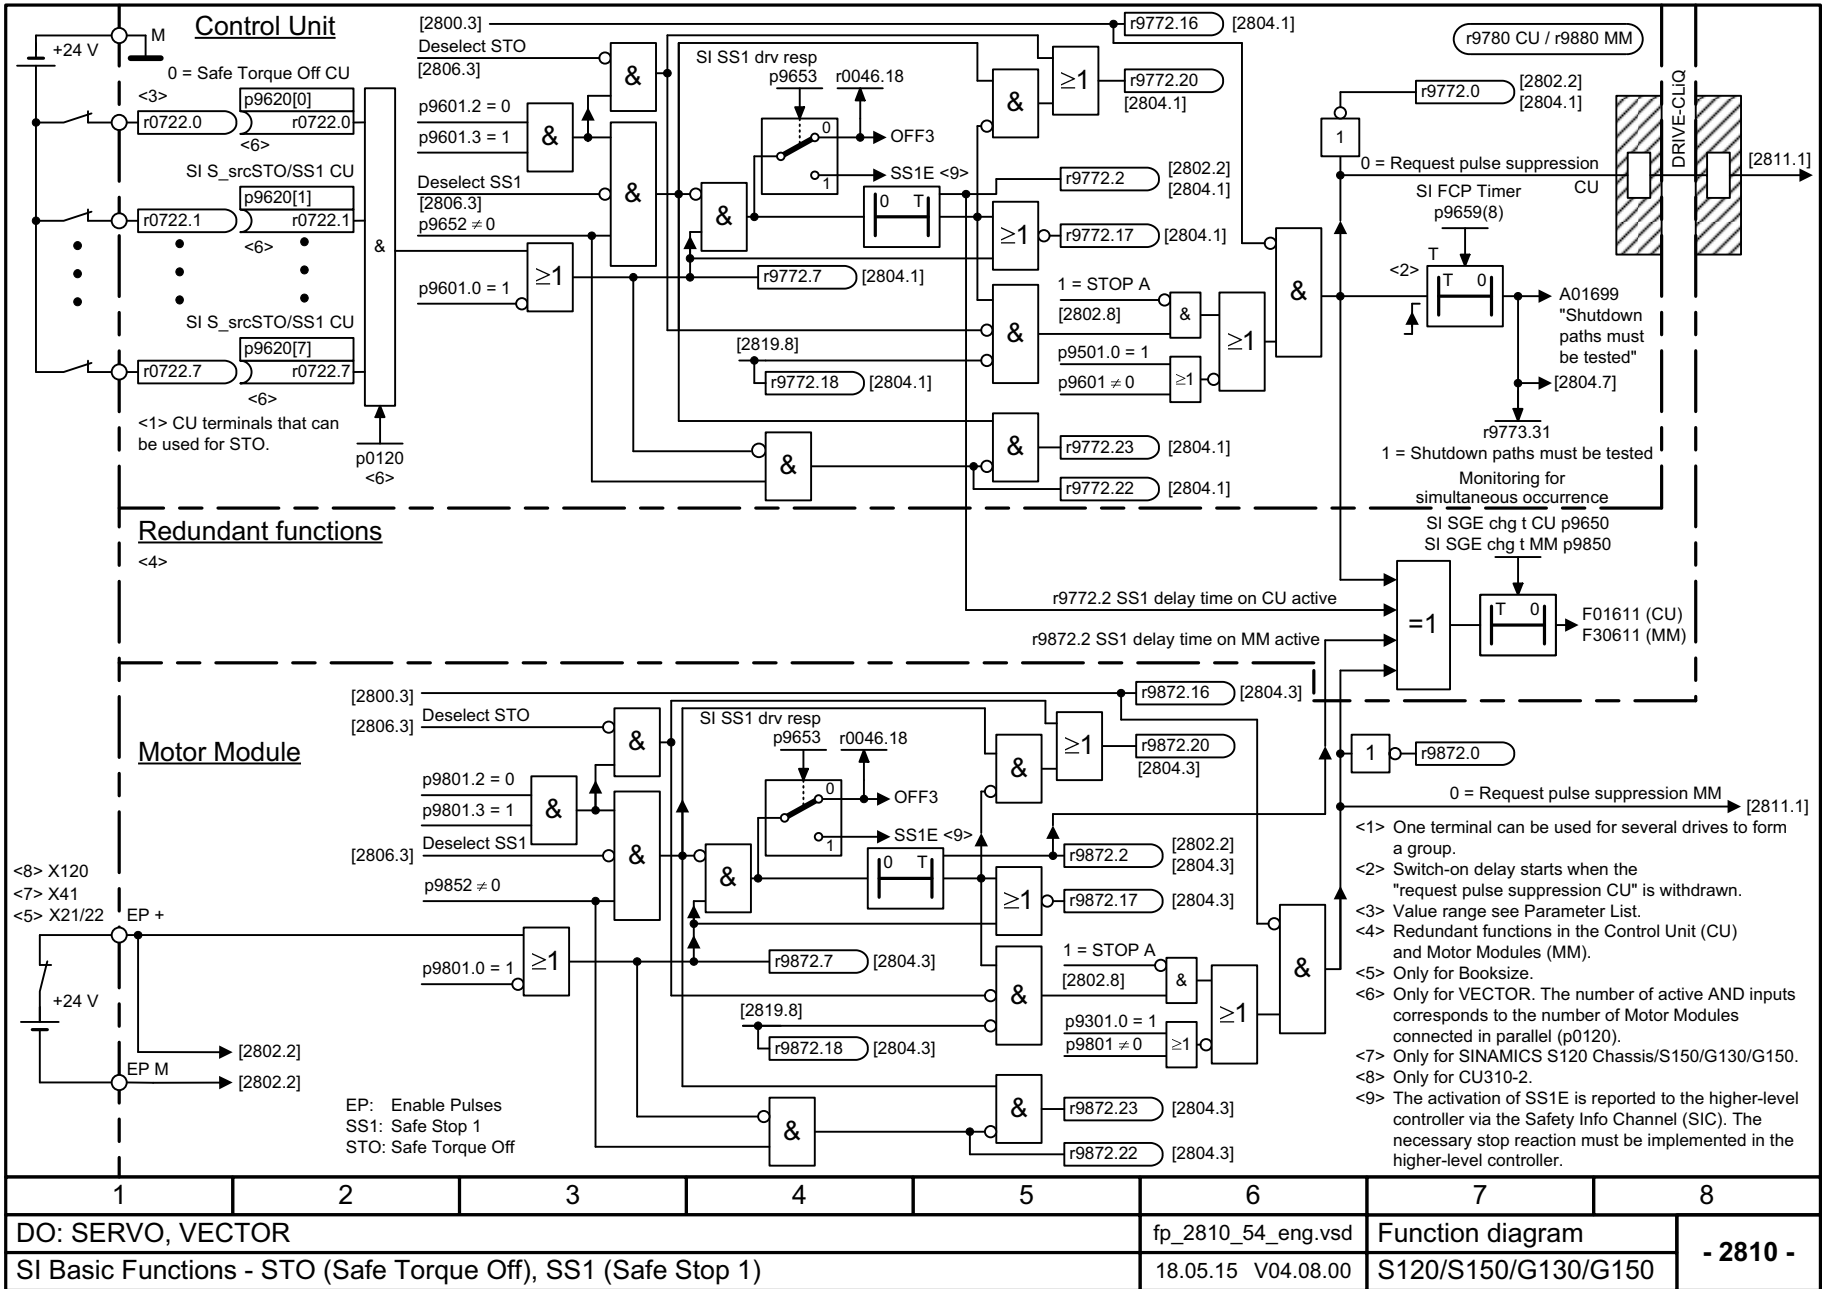 Control Unit
+24 V
M
0 = Safe Torque Off CU
<3>
p9620[0]
r0722.0
r0722.0
<6>
SI S_srcSTO/SS1 CU
p9620[1]
r0722.1
r0722.1
<6>
SI S_srcSTO/SS1 CU
p9620[7]
r0722.7
r0722.7
<6>
<1> CU terminals that can
be used for STO.
&
p0120
<6>
[2800.3]
Deselect STO
[2806.3]
&
p9601.2 = 0
p9601.3 = 1
&
Deselect SS1
[2806.3]
p9652 ≠ 0
&
p9601.0 = 1
≥1
&
SI SS1 drv resp
p9653
r0046.18
0
1
OFF3
SS1E <9>
0 T
r9772.7
[2804.1]
[2819.8]
r9772.18
[2804.1]
&
r9772.16
[2804.1]
≥1
r9772.20
[2804.1]
&
r9772.2
[2802.2]
[2804.1]
≥1
r9772.17
[2804.1]
&
1 = STOP A
[2802.8]
&
p9501.0 = 1
p9601 ≠ 0
≥1
≥1
&
&
r9772.23
[2804.1]
r9772.22
[2804.1]
r9780 CU / r9880 MM
r9772.0
[2802.2]
[2804.1]
1
0 = Request pulse suppression
CU
DRIVE-CLiQ
[2811.1]
SI FCP Timer
p9659(8)
T
<2>
T 0
A01699
"Shutdown
paths must
be tested"
[2804.7]
r9773.31
1 = Shutdown paths must be tested
Monitoring for
simultaneous occurrence
SI SGE chg t CU p9650
SI SGE chg t MM p9850
Redundant functions
<4>
r9772.2 SS1 delay time on CU active
r9872.2 SS1 delay time on MM active
=1
T 0
F01611 (CU)
F30611 (MM)
Motor Module
[2800.3]
[2806.3]
Deselect STO
&
p9801.2 = 0
p9801.3 = 1
&
[2806.3]
Deselect SS1
p9852 ≠ 0
&
p9801.0 = 1
≥1
&
SI SS1 drv resp
p9653
r0046.18
0
1
OFF3
SS1E <9>
0 T
r9872.7
[2804.3]
[2819.8]
r9872.18
[2804.3]
&
r9872.16
[2804.3]
≥1
r9872.20
[2804.3]
&
r9872.2
[2802.2]
[2804.3]
≥1
r9872.17
[2804.3]
&
1 = STOP A
[2802.8]
&
p9301.0 = 1
p9801 ≠ 0
≥1
≥1
&
&
r9872.23
[2804.3]
r9872.22
[2804.3]
1
r9872.0
0 = Request pulse suppression MM
[2811.1]
<8> X120
<7> X41
<5> X21/22
EP +
+24 V
EP M
[2802.2]
[2802.2]
EP: Enable Pulses
SS1: Safe Stop 1
STO: Safe Torque Off
<1> One terminal can be used for several drives to form
a group.
<2> Switch-on delay starts when the
"request pulse suppression CU" is withdrawn.
<3> Value range see Parameter List.
<4> Redundant functions in the Control Unit (CU)
and Motor Modules (MM).
<5> Only for Booksize.
<6> Only for VECTOR. The number of active AND inputs
corresponds to the number of Motor Modules
connected in parallel (p0120).
<7> Only for SINAMICS S120 Chassis/S150/G130/G150.
<8> Only for CU310-2.
<9> The activation of SS1E is reported to the higher-level
controller via the Safety Info Channel (SIC). The
necessary stop reaction must be implemented in the
higher-level controller.
1 2 3 4 5 6 7 8
DO: SERVO, VECTOR
fp_2810_54_eng.vsd
Function diagram
- 2810 -
SI Basic Functions - STO (Safe Torque Off), SS1 (Safe Stop 1)
18.05.15 V04.08.00
S120/S150/G130/G150